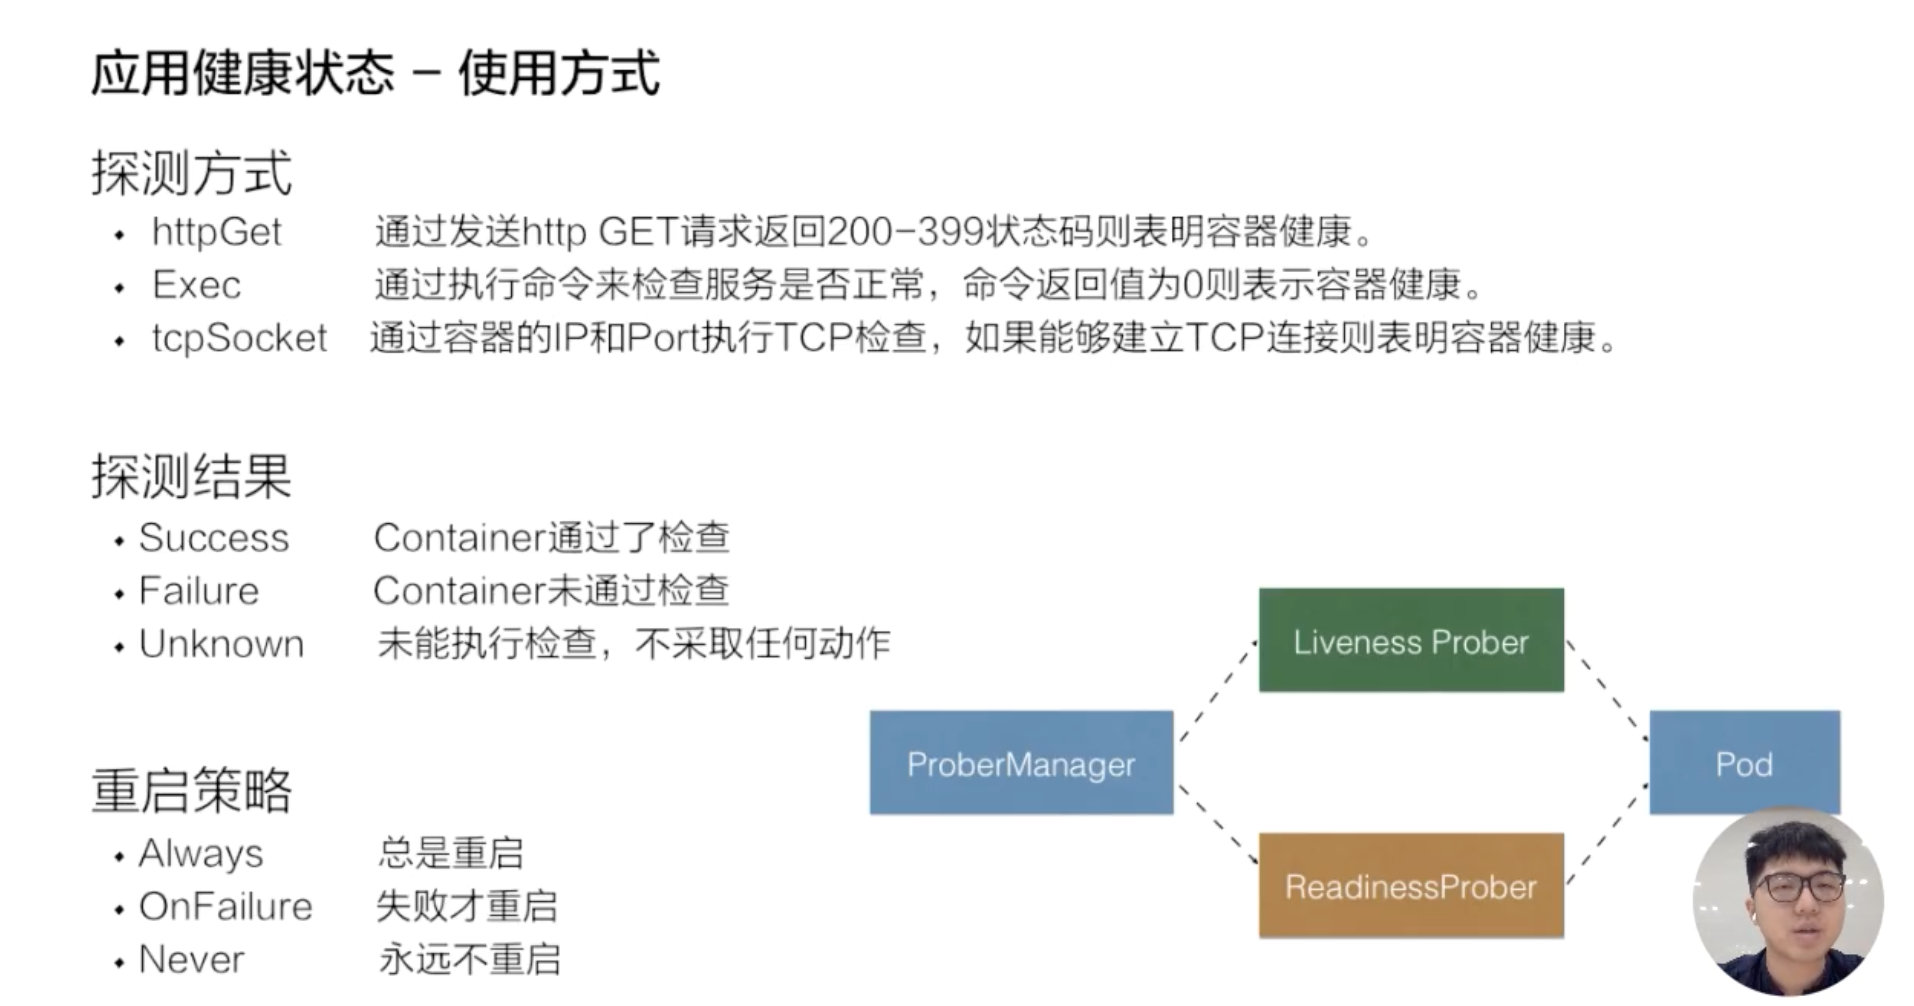 应用健康状态 – 使用方式
探测方式
• httpGet 通过发送http GET请求返回200-399状态码则表明容器健康。
• Exec 通过执行命令来检查服务是否正常，命令返回值为0则表示容器健康。
• tcpSocket 通过容器的IP和Port执行TCP检查，如果能够建立TCP连接则表明容器健康。
探测结果
• Success Container通过了检查
• Failure Container未通过检查
• Unknown 未能执行检查，不采取任何动作
重启策略
• Always 总是重启
• OnFailure 失败才重启
• Never 永远不重启
ProberManager
Liveness Prober
ReadinessProber
Pod